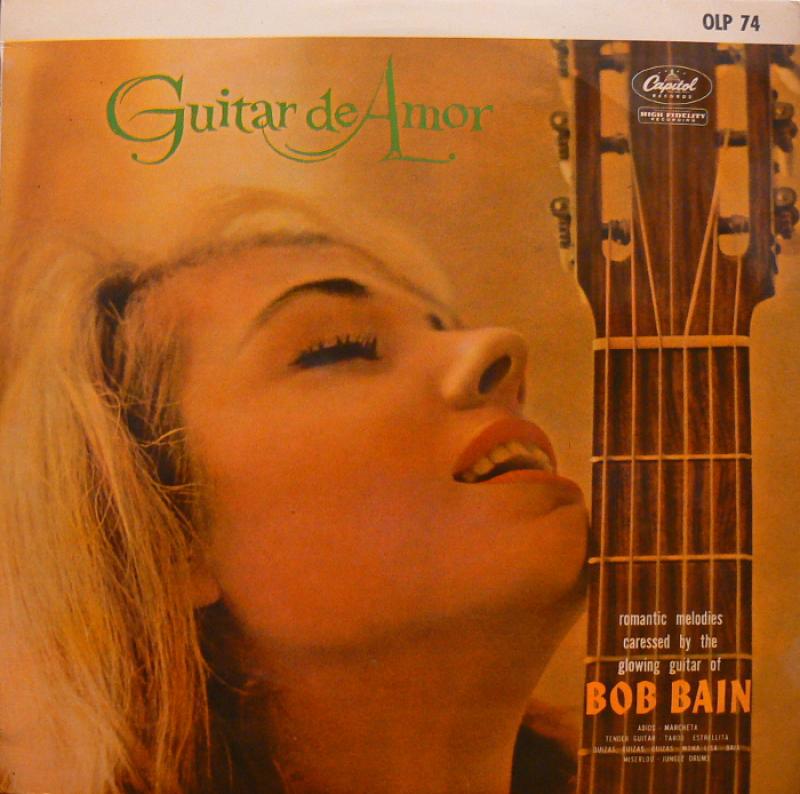 OLP 74
Guitar de Amor
Capitol
RECORDS
HIGH FIDELITY
RECORDING
romantic melodies
caressed by the
glowing guitar of
BOB BAIN
ADIOS · MARCHETA
TENDER GUITAR · TABOO · ESTRELLITA
QUIZAS, QUIZAS, QUIZAS · MONA LISA · BAIA
MISERLOU · JUNGLE DRUMS